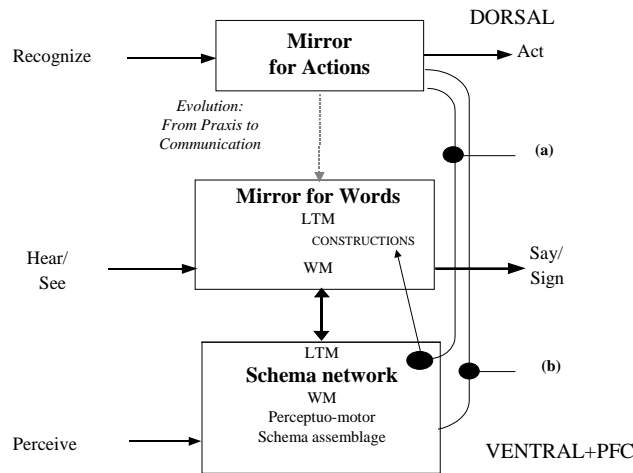 DORSAL
Recognize
Mirror
for Actions
Act
Evolution:
From Praxis to
Communication
(a)
Mirror for Words
LTM
CONSTRUCTIONS
WM
Hear/
See
Say/
Sign
LTM
Schema network
WM
Perceptuo-motor
Schema assemblage
(b)
Perceive
VENTRAL+PFC